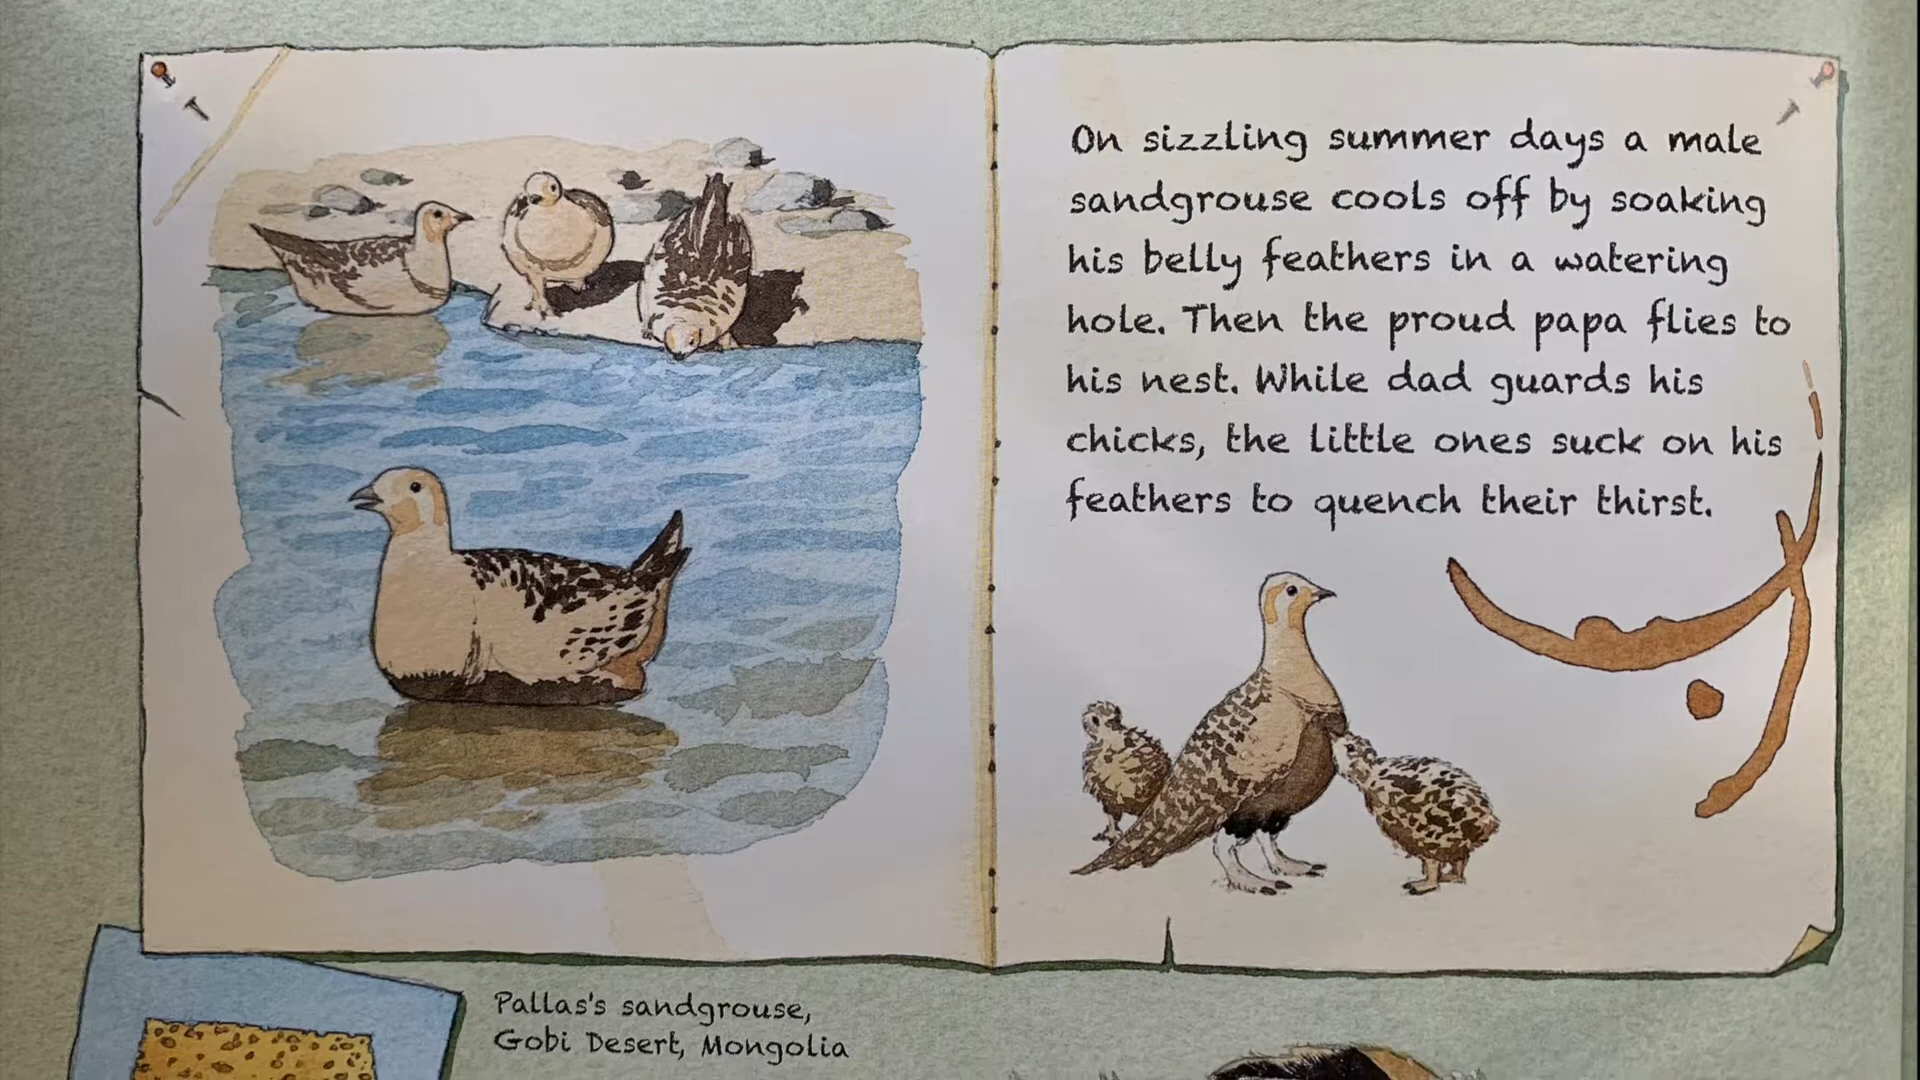 On sizzling summer days a male
sandgrouse cools off by soaking
his belly feathers in a watering
hole. Then the proud papa flies to
his nest. While dad guards his
chicks, the little ones suck on his
feathers to quench their thirst.
Pallas's sandgrouse,
Gobi Desert, Mongolia